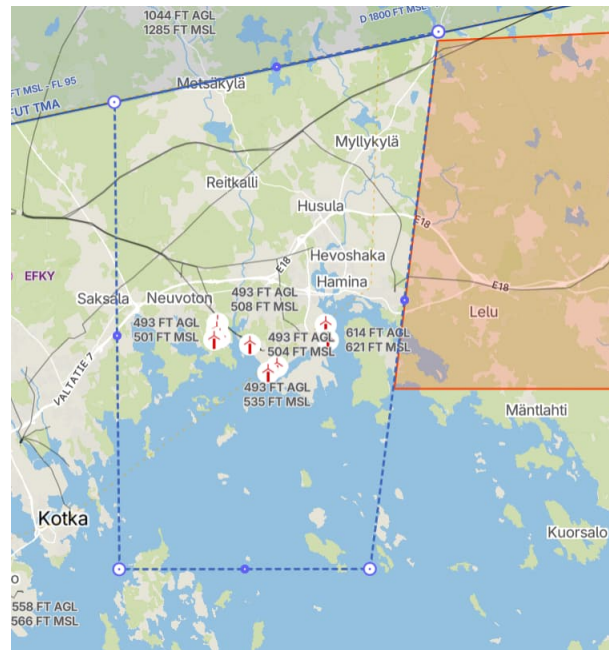 1044 FT AGL
1285 FT MSL
D 1800 FT MSL
FT MSL - FL 95
FUT TMA
Metsäkylä
Myllykylä
Reitkalli
Husula
E18
EFKY
Hevoshaka
E18
Hamina
E18
Saksala
Neuvoton
493 FT AGL
508 FT MSL
Lelu
493 FT AGL
501 FT MSL
493 FT AGL
504 FT MSL
614 FT AGL
621 FT MSL
VALTATIE 7
493 FT AGL
535 FT MSL
Mäntlahti
Kotka
Kuorsalo
o
558 FT AGL
566 FT MSL